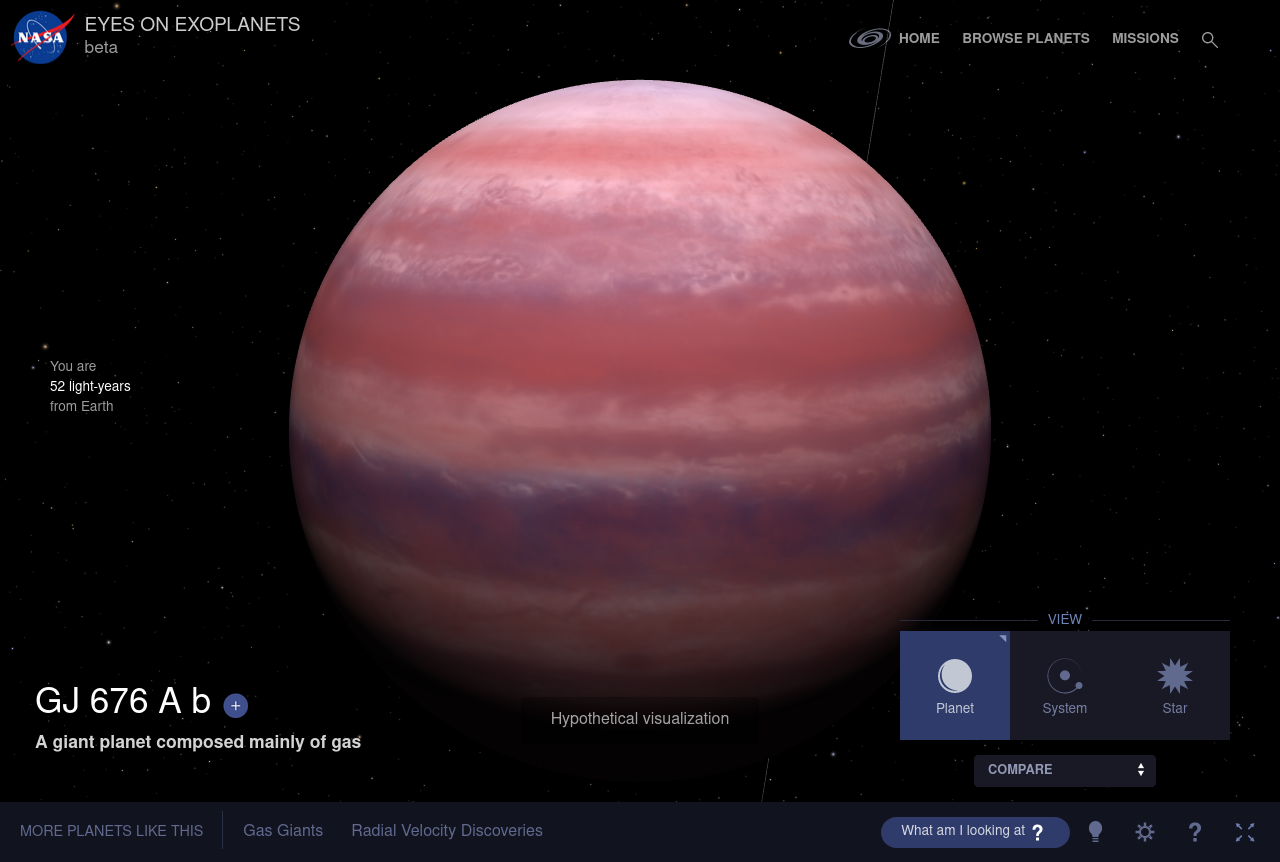 NASA
EYES ON EXOPLANETS
beta
HOME
BROWSE PLANETS
MISSIONS
You are
52 light-years
from Earth
GJ 676 A b +
A giant planet composed mainly of gas
Hypothetical visualization
VIEW
Planet
System
Star
COMPARE
MORE PLANETS LIKE THIS
Gas Giants
Radial Velocity Discoveries
What am I looking at ?
?